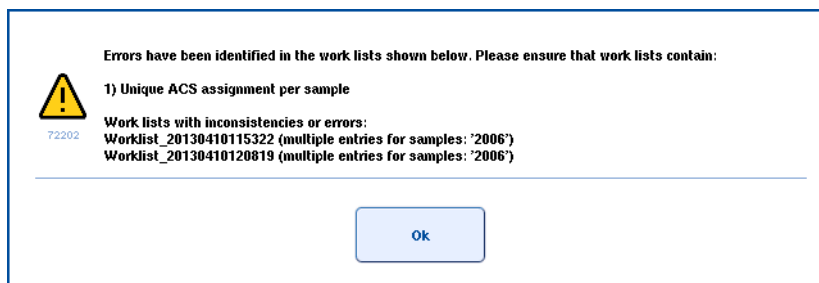 Errors have been identified in the work lists shown below. Please ensure that work lists contain:
1) Unique ACS assignment per sample
72202
Work lists with inconsistencies or errors:
Worklist_20130410115322 (multiple entries for samples: '2006')
Worklist_20130410120819 (multiple entries for samples: '2006')
Ok